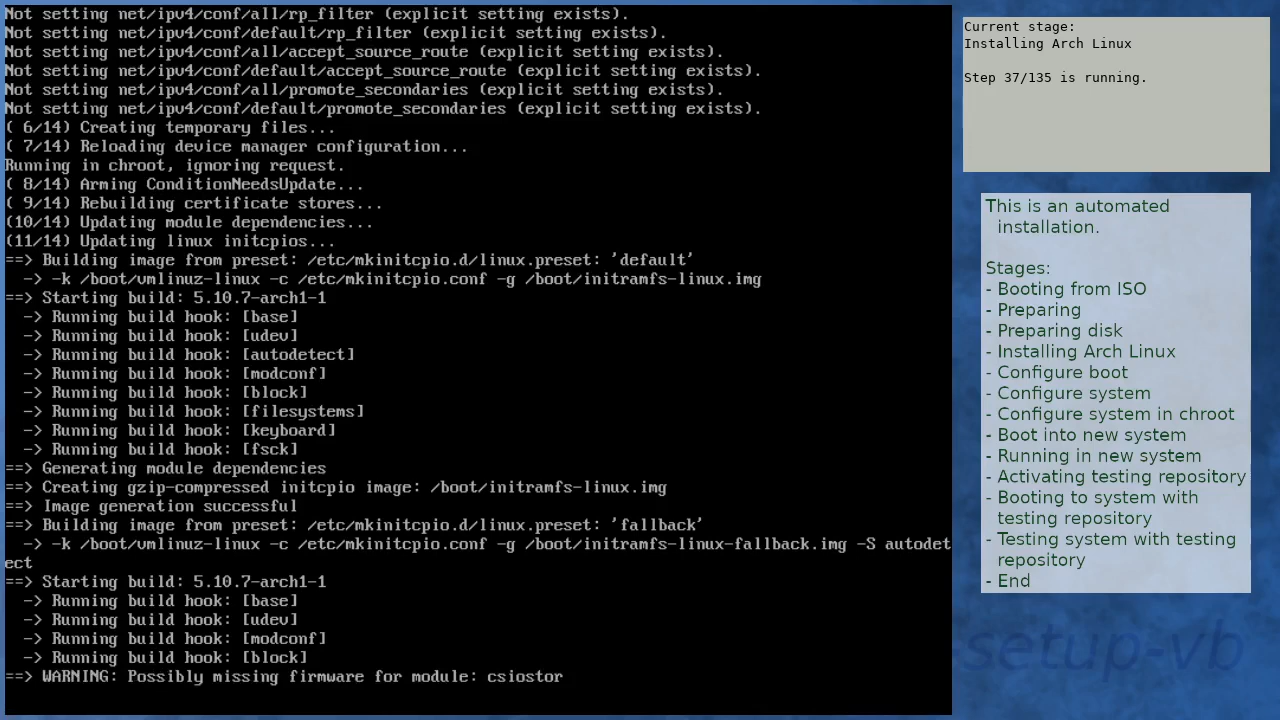 Not setting net/ipv4/conf/all/rp_filter (explicit setting exists).
Not setting net/ipv4/conf/default/rp_filter (explicit setting exists).
Not setting net/ipv4/conf/all/accept_source_route (explicit setting exists).
Not setting net/ipv4/conf/default/accept_source_route (explicit setting exists).
Not setting net/ipv4/conf/all/promote_secondaries (explicit setting exists).
Not setting net/ipv4/conf/default/promote_secondaries (explicit setting exists).
( 6/14) Creating temporary files...
( 7/14) Reloading device manager configuration...
Running in chroot, ignoring request.
( 8/14) Arming ConditionNeedsUpdate...
( 9/14) Rebuilding certificate stores...
(10/14) Updating module dependencies...
(11/14) Updating linux initcpios...
==> Building image from preset: /etc/mkinitcpio.d/linux.preset: 'default'
  -> -k /boot/vmlinuz-linux -c /etc/mkinitcpio.conf -g /boot/initramfs-linux.img
==> Starting build: 5.10.7-arch1-1
  -> Running build hook: [base]
  -> Running build hook: [udev]
  -> Running build hook: [autodetect]
  -> Running build hook: [modconf]
  -> Running build hook: [block]
  -> Running build hook: [filesystems]
  -> Running build hook: [keyboard]
  -> Running build hook: [fsck]
==> Generating module dependencies
==> Creating gzip-compressed initcpio image: /boot/initramfs-linux.img
==> Image generation successful
==> Building image from preset: /etc/mkinitcpio.d/linux.preset: 'fallback'
  -> -k /boot/vmlinuz-linux -c /etc/mkinitcpio.conf -g /boot/initramfs-linux-fallback.img -S autodet
ect
==> Starting build: 5.10.7-arch1-1
  -> Running build hook: [base]
  -> Running build hook: [udev]
  -> Running build hook: [modconf]
  -> Running build hook: [block]
==> WARNING: Possibly missing firmware for module: csiostor
Current stage:
Installing Arch Linux
Step 37/135 is running.
This is an automated
installation.
Stages:
- Booting from ISO
- Preparing
- Preparing disk
- Installing Arch Linux
- Configure boot
- Configure system
- Configure system in chroot
- Boot into new system
- Running in new system
- Activating testing repository
- Booting to system with
testing repository
- Testing system with testing
repository
- End
setup-vb